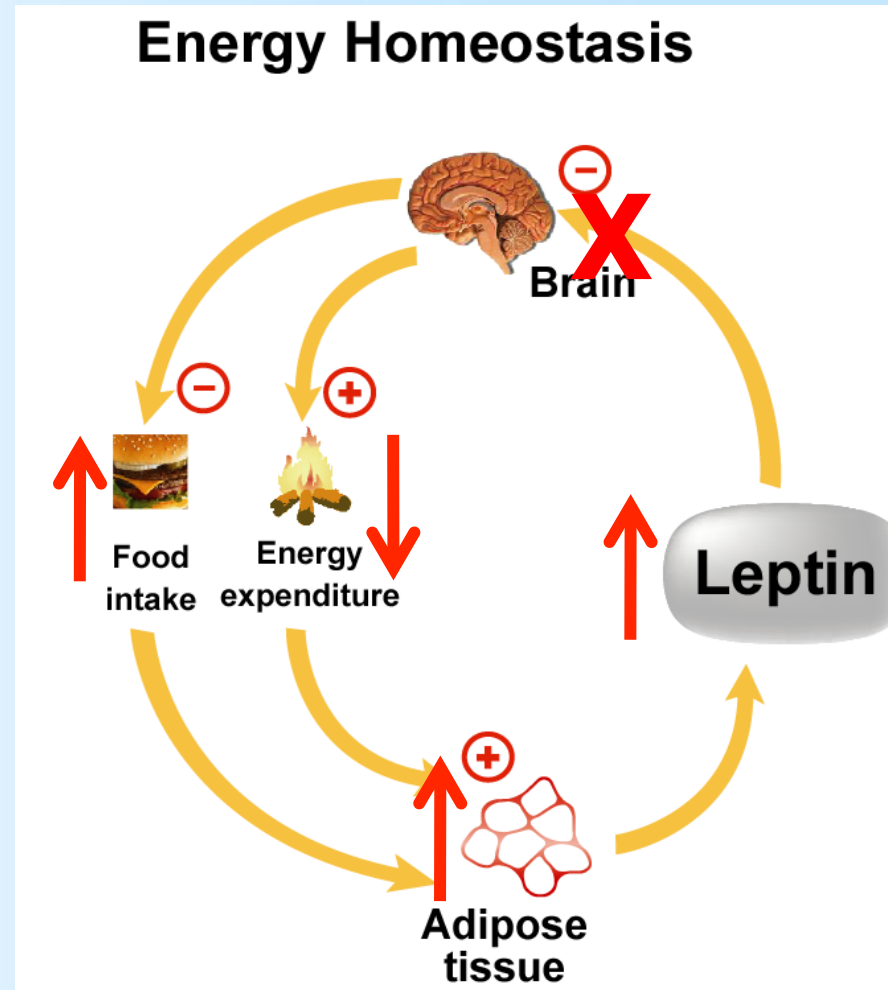 Energy Homeostasis
−
X
Brain
−
+
Food
intake
Energy
expenditure
Leptin
+
Adipose
tissue